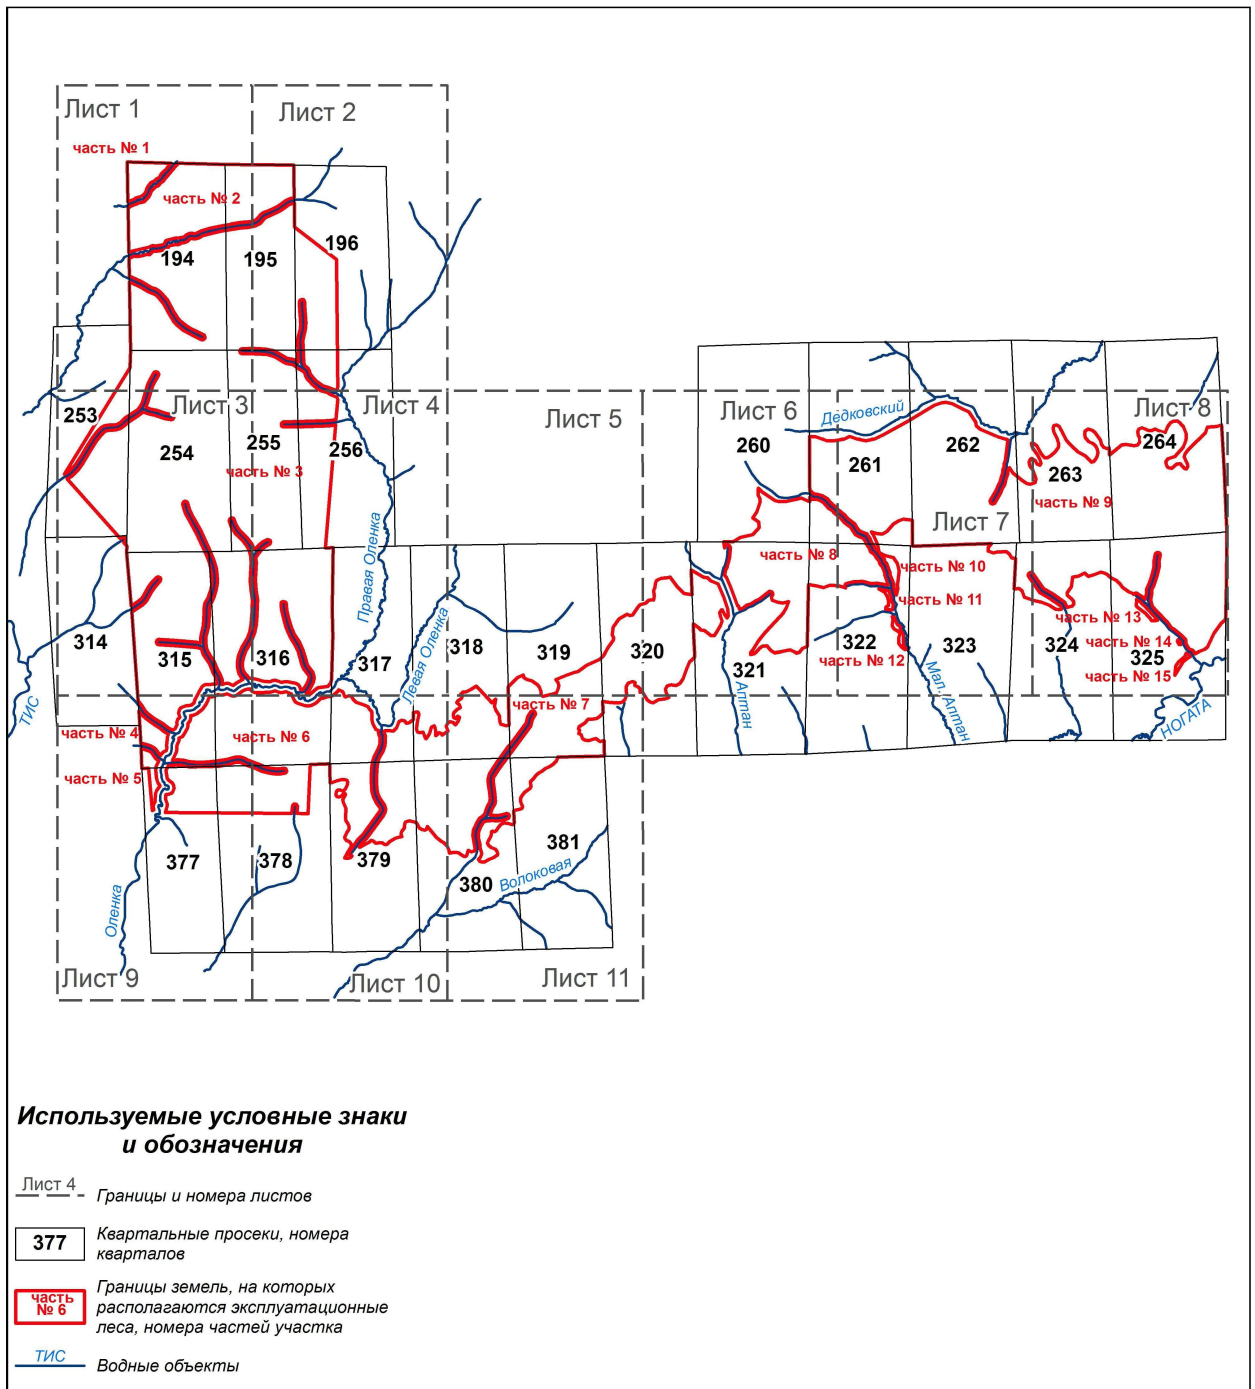 Лист 1
Лист 2
часть № 1
часть № 2
194
195
196
253
Лист 3
Лист 4
254
255
256
часть № 3
Лист 5
Лист 6
Лист 8
Дедковский
260
261
262
263
264
часть № 9
Лист 7
часть № 8
часть № 10
часть № 11
часть № 13
часть № 14
часть № 15
часть № 12
Правая Оленка
Левая Оленка
314
315
316
317
318
319
320
321
322
323
324
325
ТИС
Аптан
Мал. Аптан
НОГАТА
часть № 4
часть № 5
часть № 6
часть № 7
377
378
379
380
381
Волоковая
Оленка
Лист 9
Лист 10
Лист 11
Используемые условные знаки
и обозначения
Лист 4
Границы и номера листов
377
Квартальные просеки, номера
кварталов
часть
№ 6
Границы земель, на которых
располагаются эксплуатационные
леса, номера частей участка
ТИС
Водные объекты